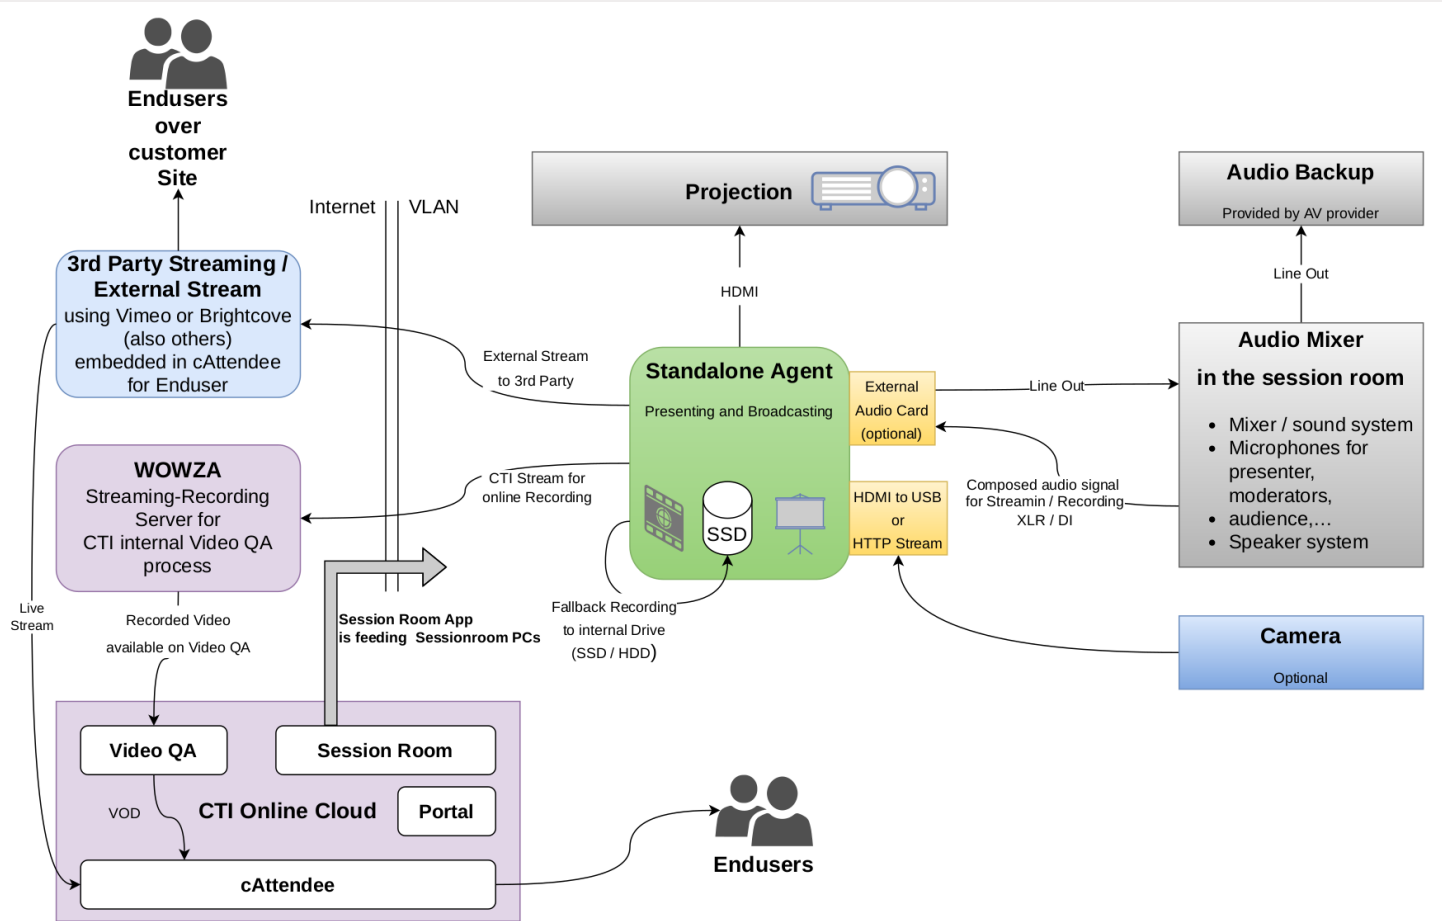 Endusers
over
customer
Site
Internet
VLAN
Projection
Audio Backup
Provided by AV provider
3rd Party Streaming /
External Stream
using Vimeo or Brightcove
(also others)
embedded in cAttendee
for Enduser
HDMI
Line Out
External Stream
to 3rd Party
Standalone Agent
Presenting and Broadcasting
SSD
External
Audio Card
(optional)
Line Out
Audio Mixer
in the session room
• Mixer / sound system
• Microphones for
presenter,
moderators,
• audience,...
• Speaker system
WOWZA
Streaming-Recording
Server for
CTI internal Video QA
process
CTI Stream for
online Recording
HDMI to USB
or
HTTP Stream
Composed audio signal
for Streamin / Recording
XLR / DI
Live
Stream
Recorded Video
available on Video QA
Session Room App
is feeding Sessionroom PCs
Fallback Recording
to internal Drive
(SSD / HDD)
Camera
Optional
Video QA
Session Room
VOD
CTI Online Cloud
Portal
cAttendee
Endusers